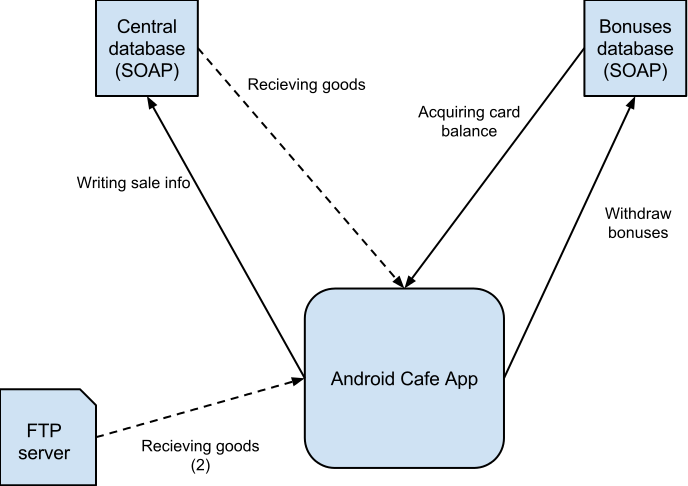 Central
database
(SOAP)
Bonuses
database
(SOAP)
Recieving goods
Acquiring card
balance
Writing sale info
Withdraw
bonuses
Android Cafe App
FTP
server
Recieving goods
(2)